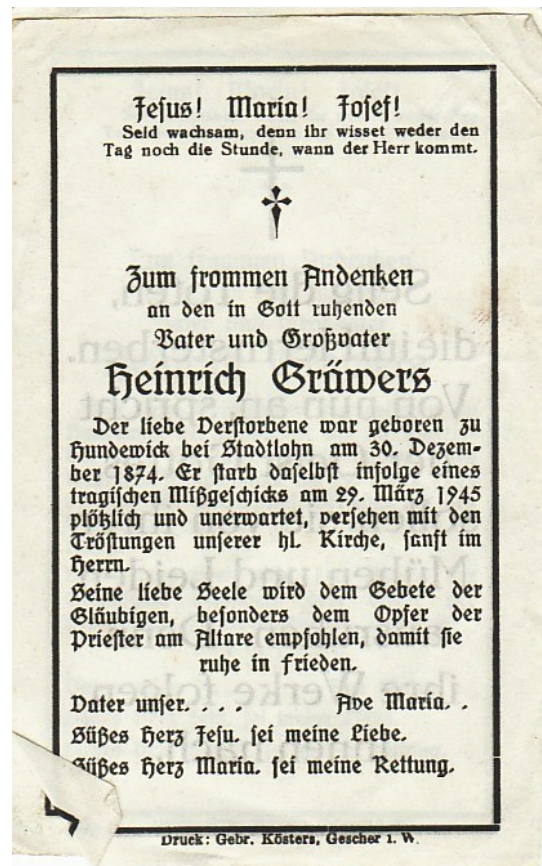 Jesus! Maria! Josef!
Seid wachsam, denn ihr wisset weder den
Tag noch die Stunde, wann der Herr kommt.
Zum frommen Andenken
an den in Gott ruhenden
Vater und Großvater
Heinrich Gräwers
Der liebe Verstorbene war geboren zu
Hundewick bei Stadtlohn am 30. Dezem-
ber 1874. Er starb daselbst infolge eines
tragischen Mißgeschicks am 29. März 1945
plötzlich und unerwartet, versehen mit den
Tröstungen unserer hl. Kirche, sanft im
Herrn.
Seine liebe Seele wird dem Gebete der
Gläubigen, besonders dem Opfer der
Priester am Altare empfohlen, damit sie
ruhe in Frieden.
Vater unser. . . . Ave Maria. .
Süßes Herz Jesu. sei meine Liebe.
Süßes Herz Maria. sei meine Rettung.
Druck: Gebr. Kösters, Gescher i. W.